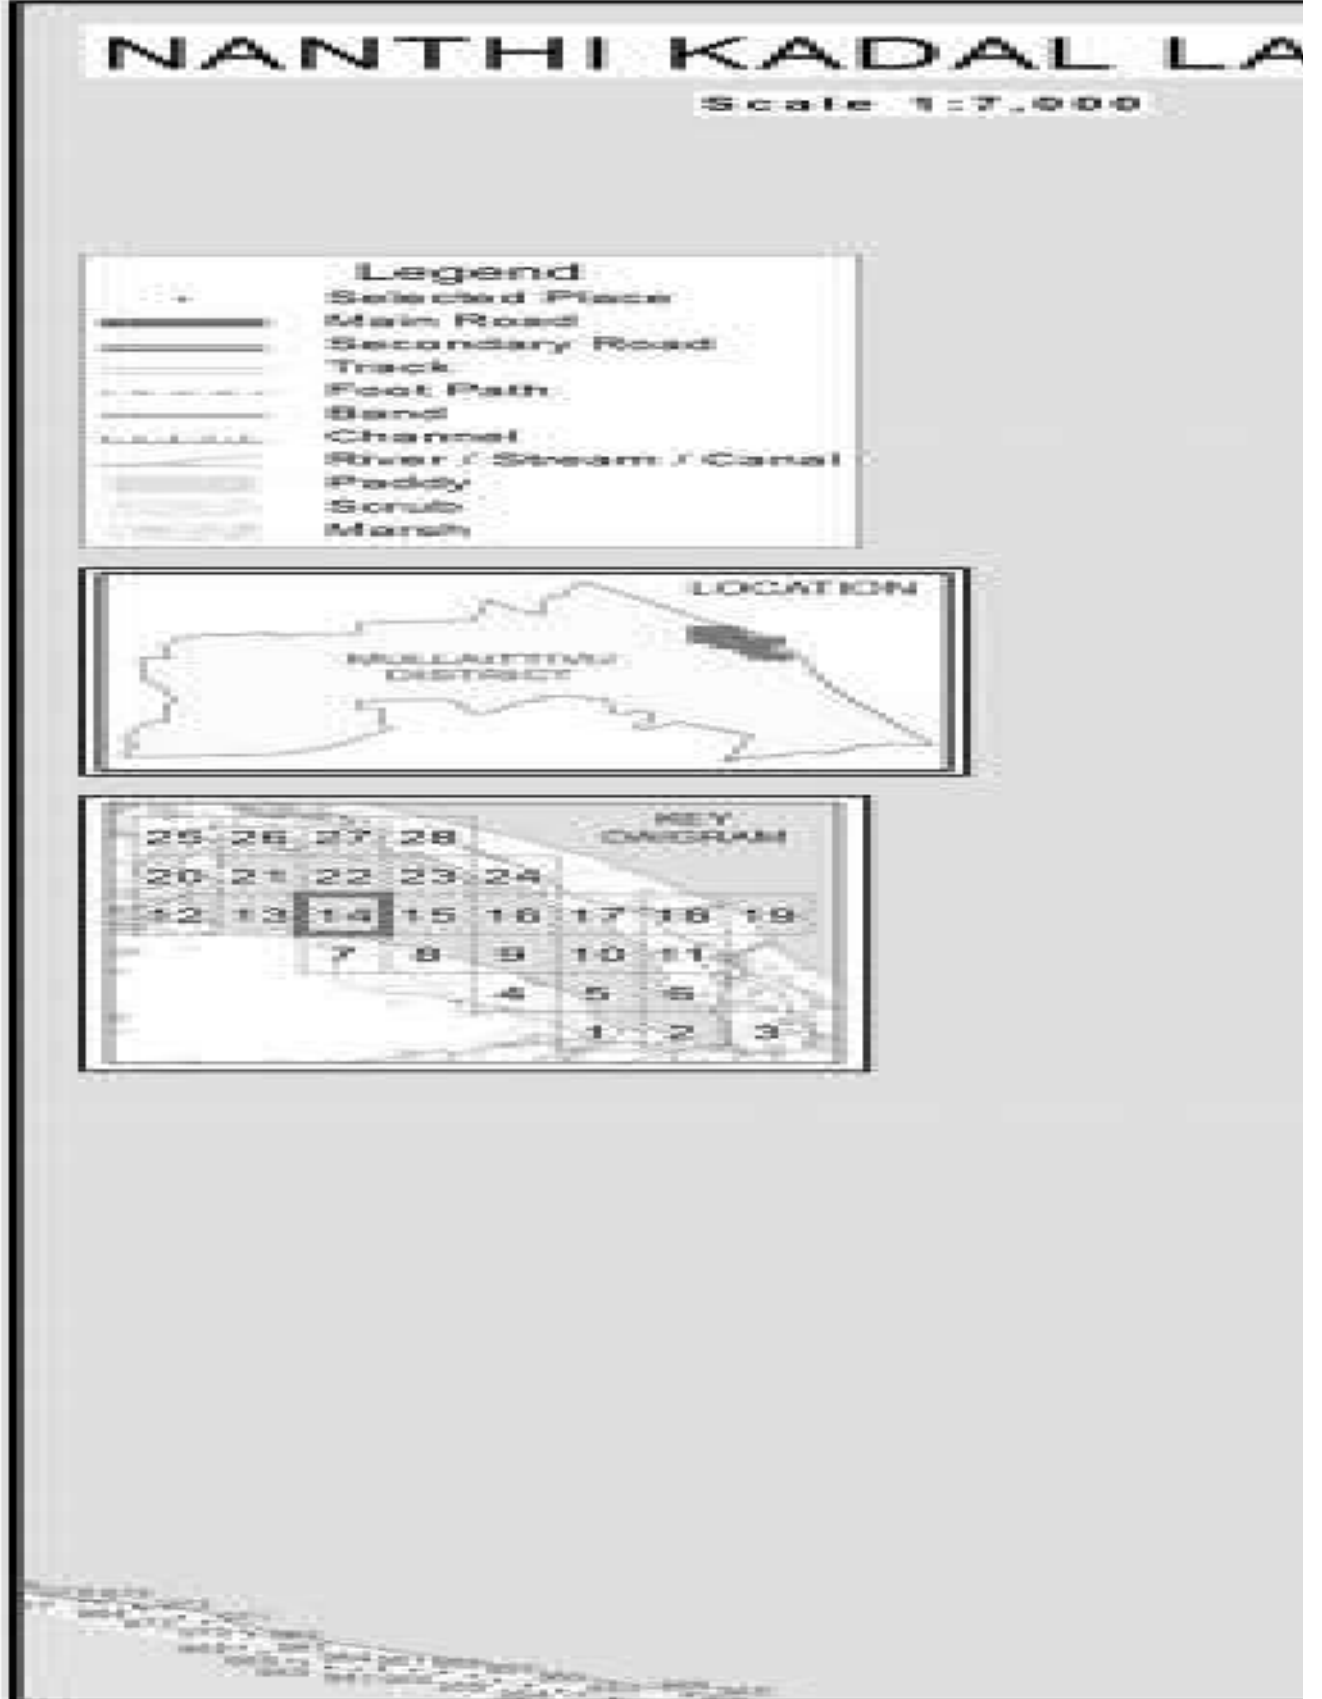 NANTHI KADAL LA
Scale 1:7,000
Legend
Selected Place
Main Road
Secondary Road
Track
Foot Path
Bund
Channel
River / Stream / Canal
Paddy
Scrub
Marsh
LOCATION
MULLAITTIVU
DISTRICT
KEY
DIAGRAM
25 26 27 28
20 21 22 23 24
12 13 14 15 16 17 18 19
7 8 9 10 11
4 5 6
1 2 3